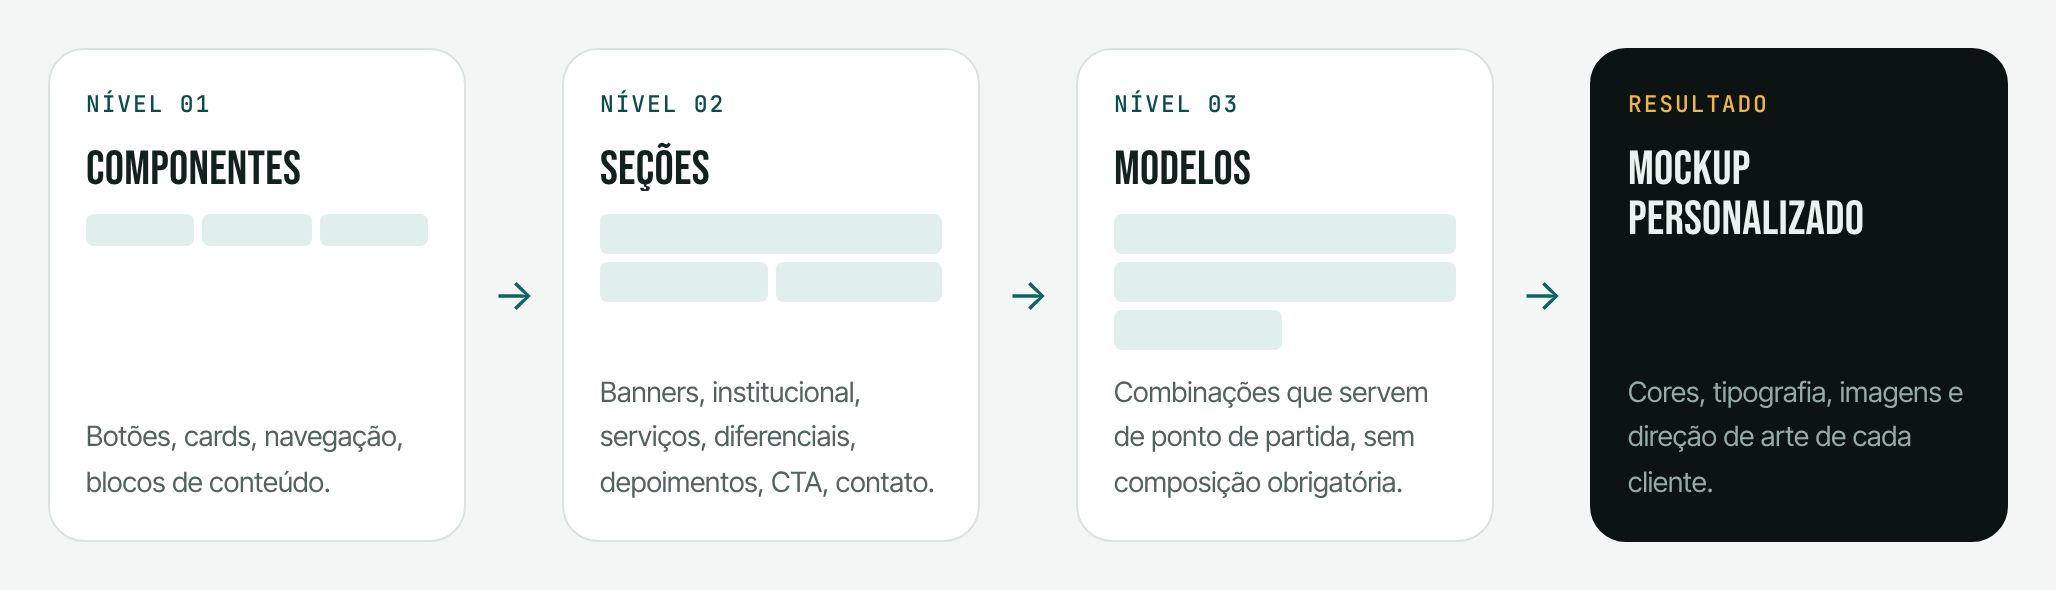 NÍVEL 01
COMPONENTES
Botões, cards, navegação,
blocos de conteúdo.
NÍVEL 02
SEÇÕES
Banners, institucional,
serviços, diferenciais,
depoimentos, CTA, contato.
NÍVEL 03
MODELOS
Combinações que servem
de ponto de partida, sem
composição obrigatória.
RESULTADO
MOCKUP
PERSONALIZADO
Cores, tipografia, imagens e
direção de arte de cada
cliente.